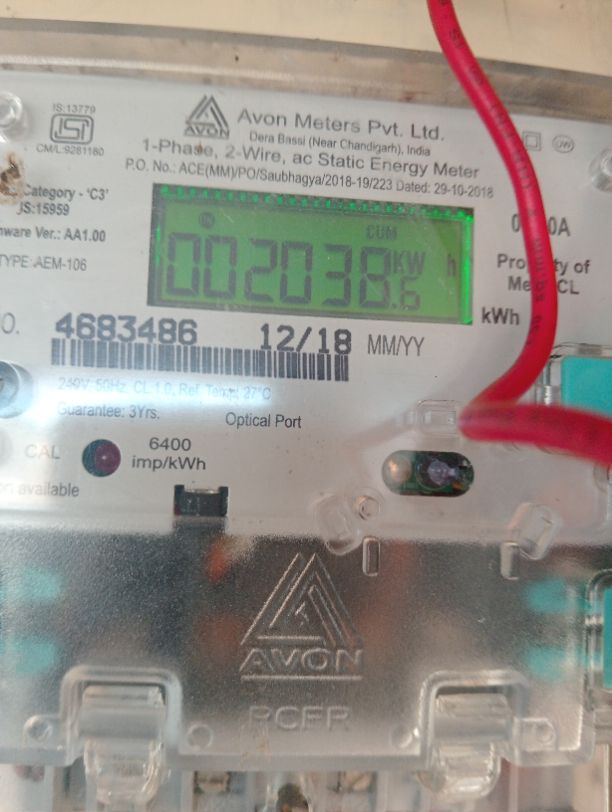 IS:13779
ISI
CM/L:9281180
AVON
Avon Meters Pvt. Ltd.
Dera Bassi (Near Chandigarh), India
1-Phase, 2-Wire, ac Static Energy Meter
P.O. No.: ACE(MM)/PO/Saubhagya/2018-19/223 Dated: 29-10-2018
Category - 'C3'
IS:15959
Ver.: AA1.00
TYPE:AEM-106
CUM
002038.6 KW h
kWh
4683486 12/18 MM/YY
240V, 50Hz, CL 1.0, Ref. Temp. 27°C
Guarantee: 3Yrs.
Optical Port
CAL
6400
imp/kWh
available
AVON